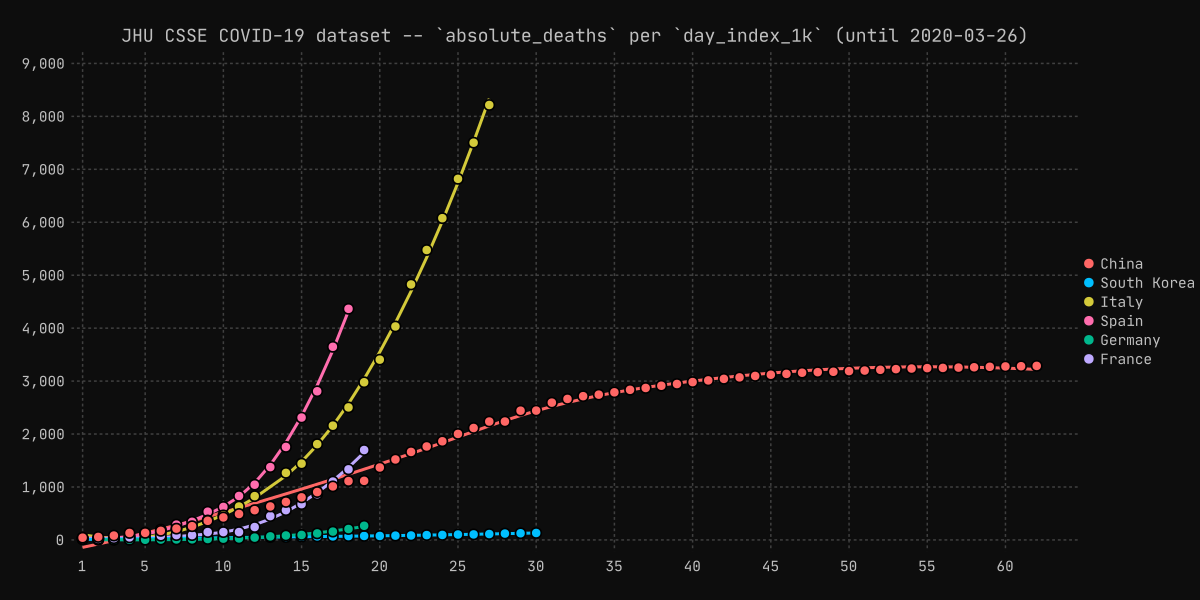 JHU CSSE COVID-19 dataset -- `absolute_deaths` per `day_index_1k` (until 2020-03-26)
9,000
8,000
7,000
6,000
5,000
4,000
3,000
2,000
1,000
0
1 5 10 15 20 25 30 35 40 45 50 55 60
China
South Korea
Italy
Spain
Germany
France